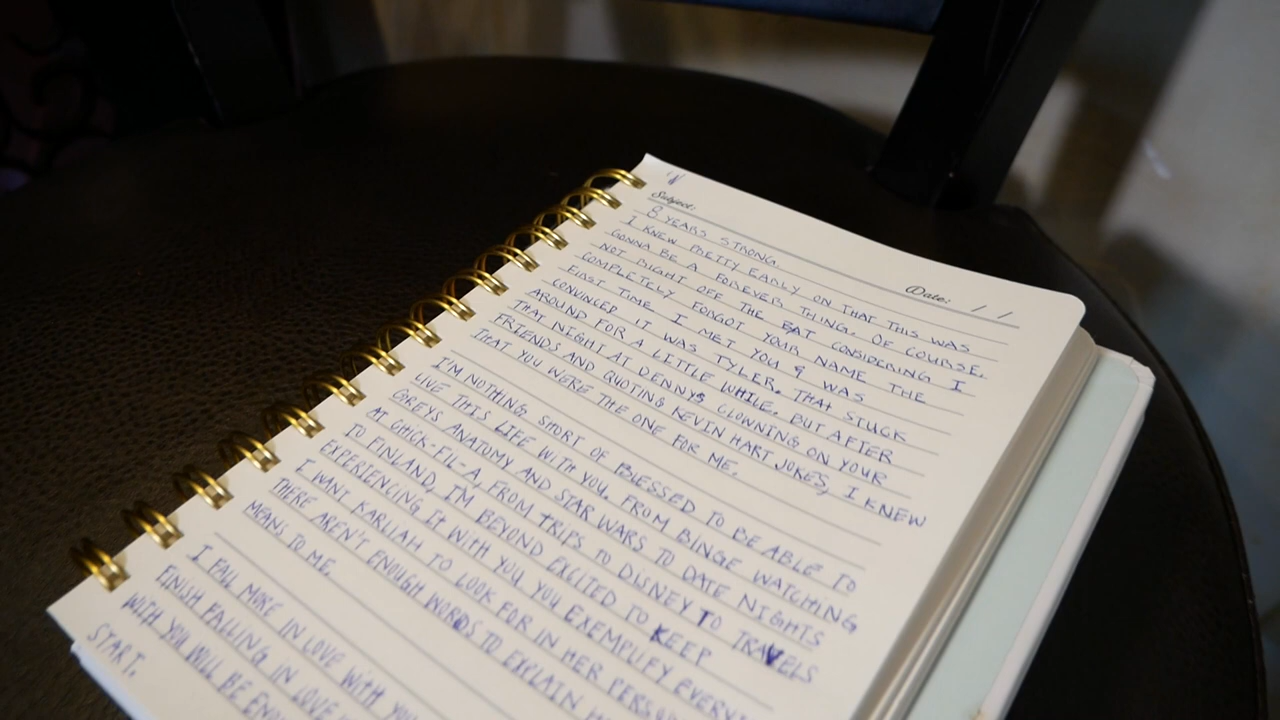 Subject:
Date: / /
8 YEARS STRONG.
I KNEW PRETTY EARLY ON THAT THIS WAS
GONNA BE A FOREVER THING. OF COURSE,
NOT RIGHT OFF THE BAT CONSIDERING I
COMPLETELY FORGOT YOUR NAME THE
FIRST TIME I MET YOU & WAS
CONVINCED IT WAS TYLER. THAT STUCK
AROUND FOR A LITTLE WHILE. BUT AFTER
THAT NIGHT AT DENNYS CLOWNING ON YOUR
FRIENDS AND QUOTING KEVIN HART JOKES, I KNEW
THAT YOU WERE THE ONE FOR ME.
I'M NOTHING SHORT OF BLESSED TO BE ABLE TO
LIVE THIS LIFE WITH YOU. FROM BINGE WATCHING
GREYS ANATOMY AND STAR WARS TO DATE NIGHTS
AT CHICK-FIL-A, FROM TRIPS TO DISNEY TO TRAVELS
TO FINLAND, I'M BEYOND EXCITED TO KEEP
EXPERIENCING IT WITH YOU YOU EXEMPLIFY
I WANT KARLIAH TO LOOK FOR IN HER
THERE AREN'T ENOUGH WORDS TO EXPLAIN
MEANS TO ME.
I FALL MORE IN LOVE WITH
FINISH FALLING IN LOVE
WITH YOU WILL BE
START.